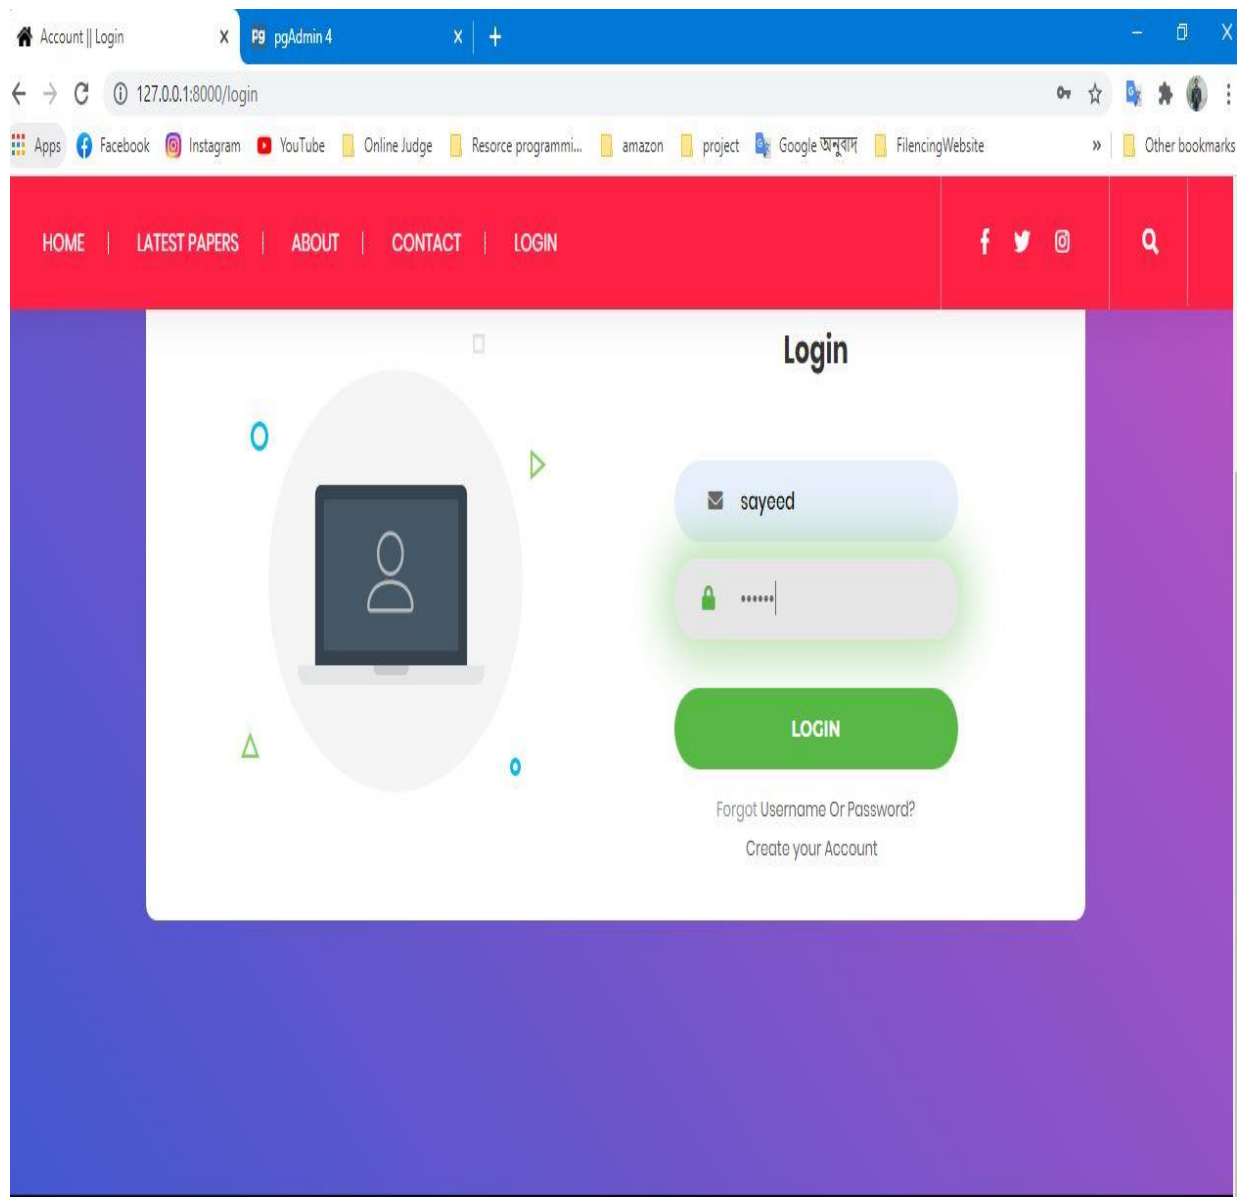 Account || Login
Pg pgAdmin 4
127.0.0.1:8000/login
Apps Facebook Instagram YouTube Online Judge Resorce programmi... amazon project Google অনুবাদ FilencingWebsite » Other bookmarks
HOME | LATEST PAPERS | ABOUT | CONTACT | LOGIN
Login
sayeed
••••••
LOGIN
Forgot Username Or Password?
Create your Account